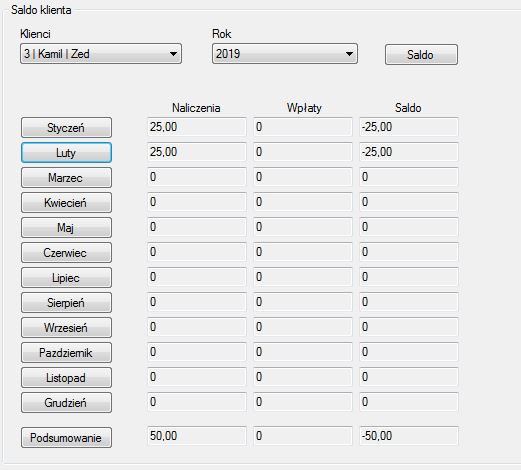 Saldo klienta
Klienci Rok
3 | Kamil | Zed 2019 Saldo
Naliczenia Wpłaty Saldo
Styczeń 25,00 0 -25,00
Luty 25,00 0 -25,00
Marzec 0 0 0
Kwiecień 0 0 0
Maj 0 0 0
Czerwiec 0 0 0
Lipiec 0 0 0
Sierpień 0 0 0
Wrzesień 0 0 0
Pazdziernik 0 0 0
Listopad 0 0 0
Grudzień 0 0 0
Podsumowanie 50,00 0 -50,00